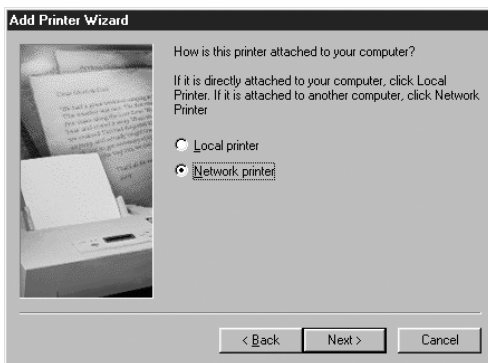 Add Printer Wizard
How is this printer attached to your computer?
If it is directly attached to your computer, click Local
Printer. If it is attached to another computer, click Network
Printer
Local printer
Network printer
< Back
Next >
Cancel